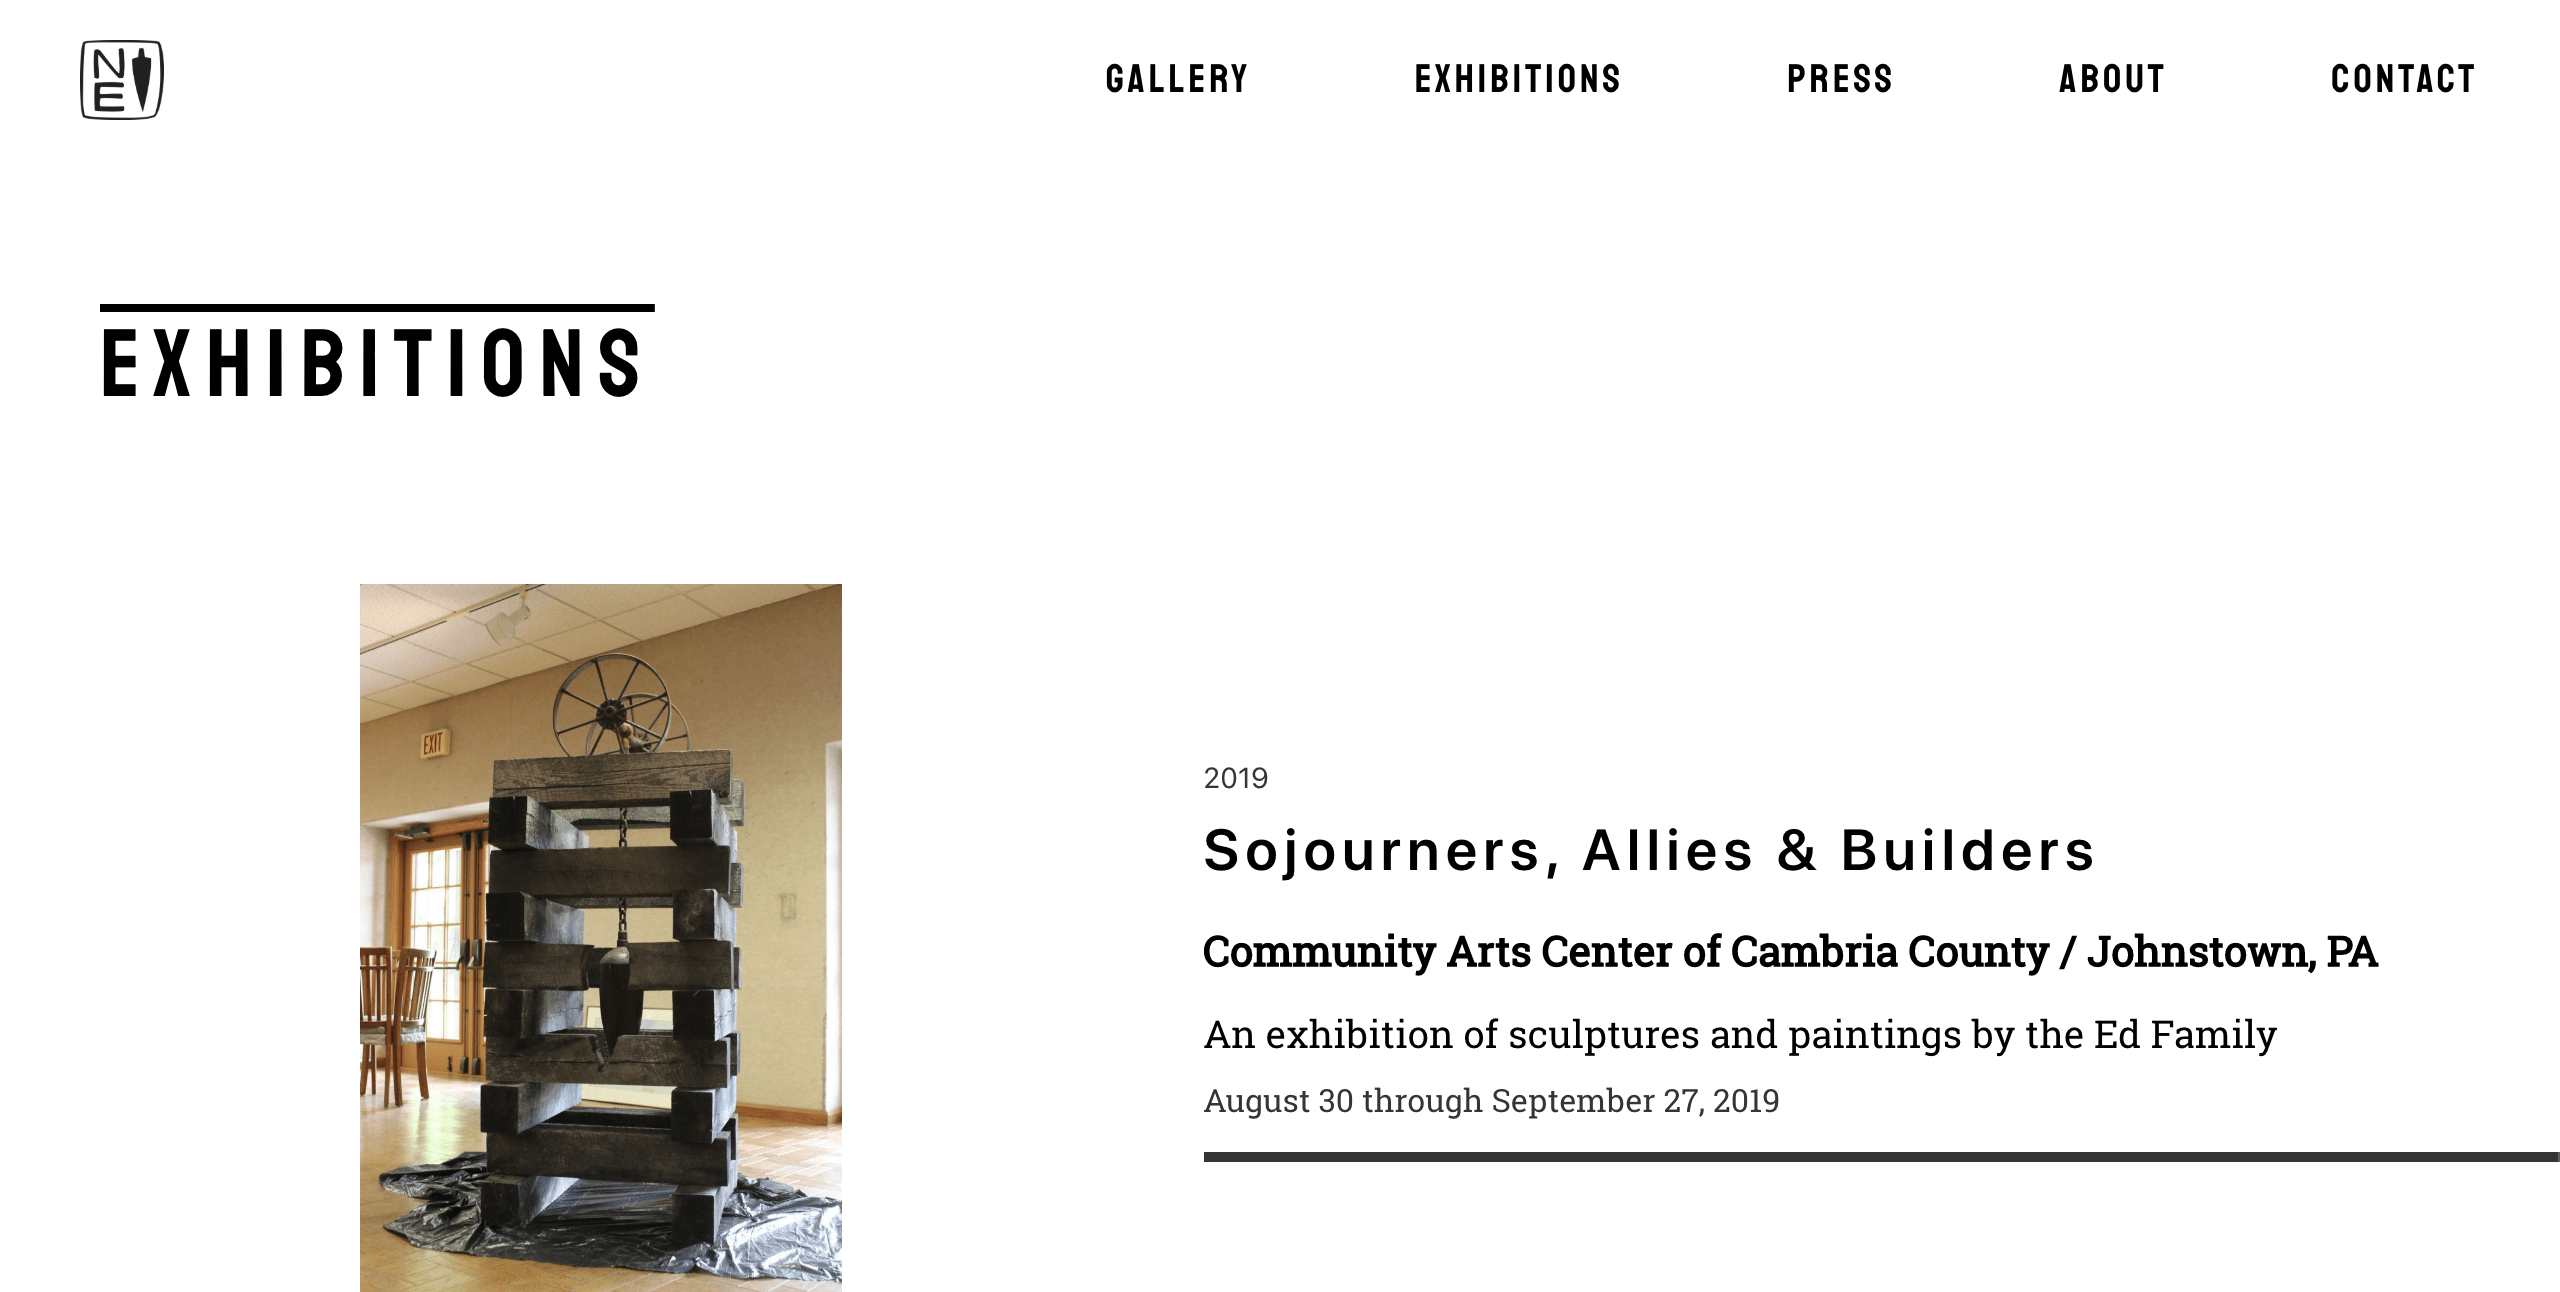 NE
GALLERY EXHIBITIONS PRESS ABOUT CONTACT
EXHIBITIONS
EXIT
2019
Sojourners, Allies & Builders
Community Arts Center of Cambria County / Johnstown, PA
An exhibition of sculptures and paintings by the Ed Family
August 30 through September 27, 2019